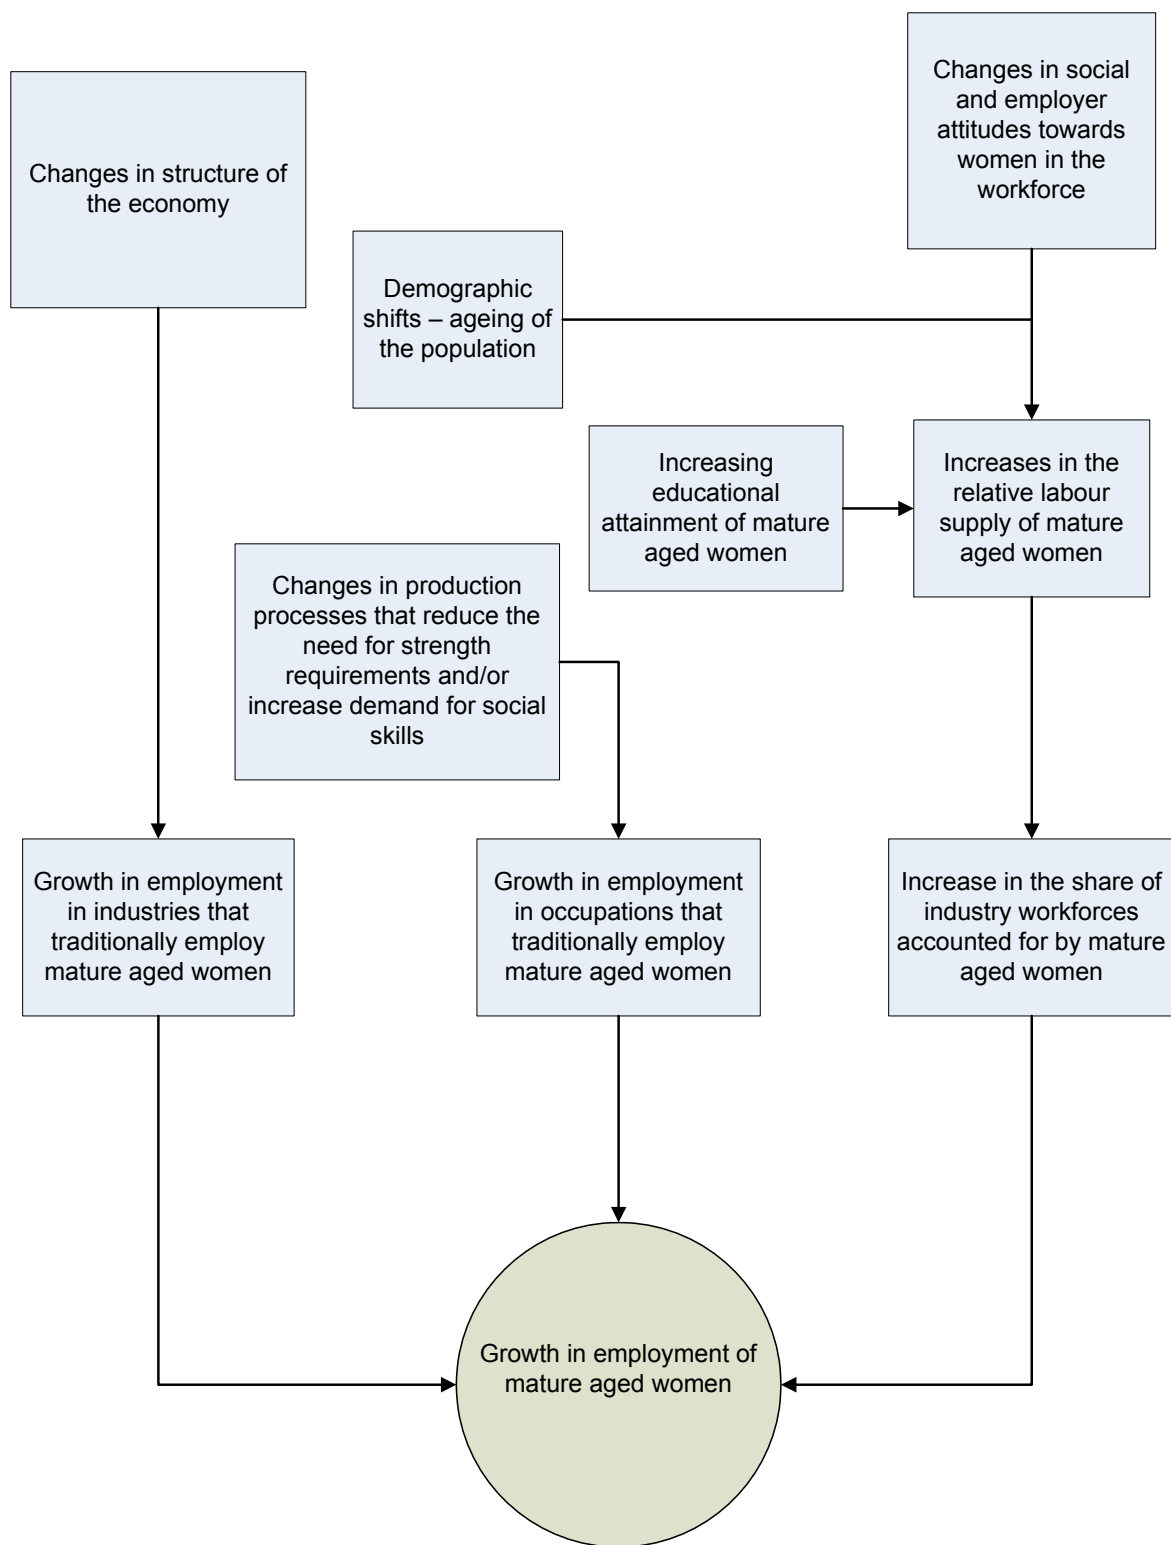 Changes in social
and employer
attitudes towards
women in the
workforce
Changes in structure of
the economy
Demographic
shifts – ageing of
the population
Increasing
educational
attainment of mature
aged women
Increases in the
relative labour
supply of mature
aged women
Changes in production
processes that reduce the
need for strength
requirements and/or
increase demand for social
skills
Growth in employment
in industries that
traditionally employ
mature aged women
Growth in employment
in occupations that
traditionally employ
mature aged women
Increase in the share of
industry workforces
accounted for by mature
aged women
Growth in employment of
mature aged women